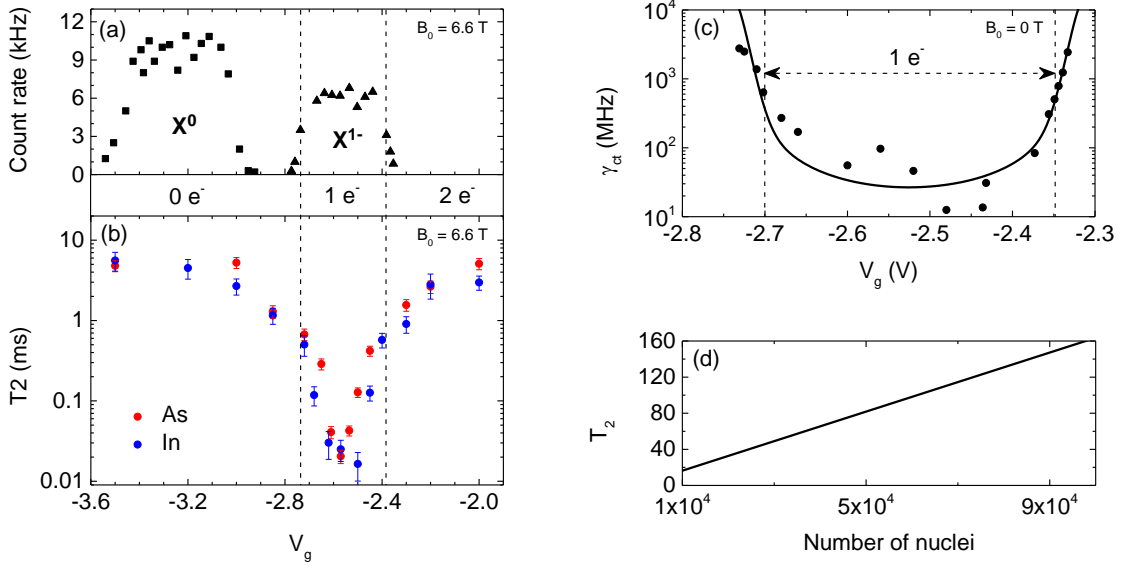 (a)
B₀ = 6.6 T
Count rate (kHz)
12
9
6
3
0
X⁰
X¹⁻
0 e⁻
1 e⁻
2 e⁻
(b)
B₀ = 6.6 T
T2 (ms)
10
1
0.1
0.01
As
In
-3.6
-3.2
-2.8
-2.4
-2.0
V_g
(c)
B₀ = 0 T
γ_ct (MHz)
10⁴
10³
10²
10¹
1 e⁻
-2.8
-2.7
-2.6
-2.5
-2.4
-2.3
V_g (V)
(d)
T₂
160
120
80
40
0
1x10⁴
5x10⁴
9x10⁴
Number of nuclei